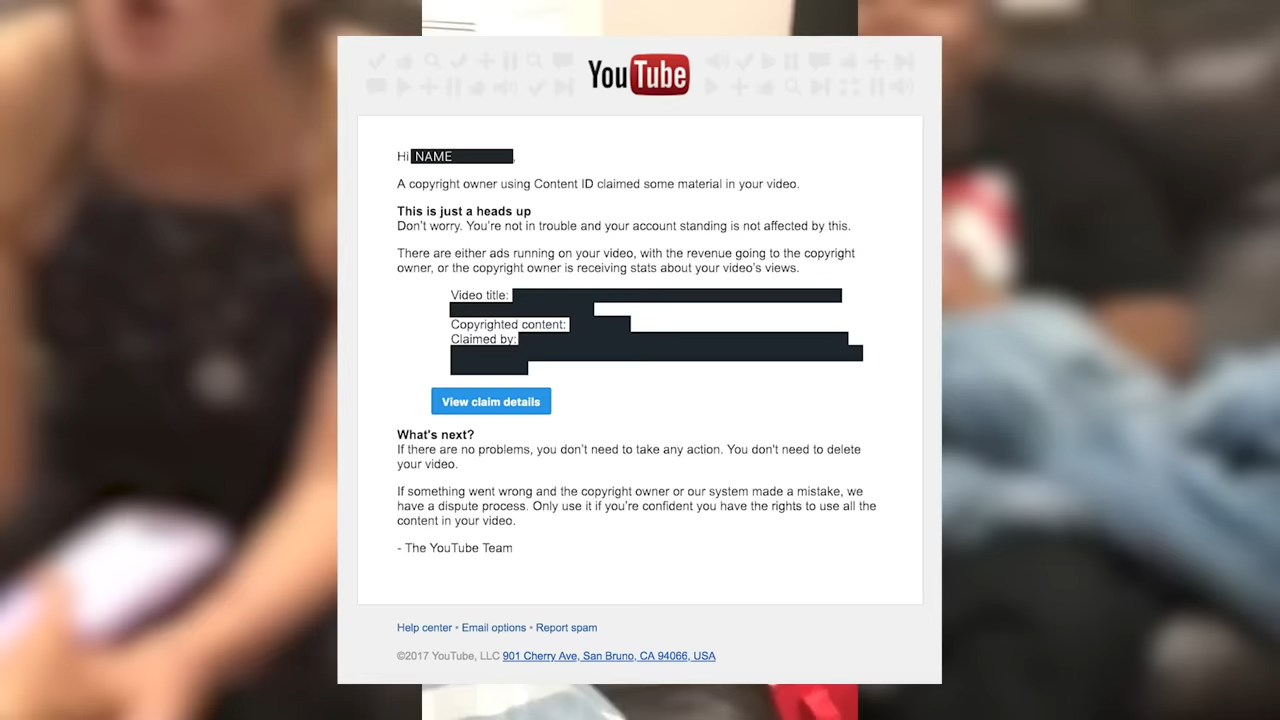 YouTube
Hi NAME,
A copyright owner using Content ID claimed some material in your video.
This is just a heads up
Don't worry. You're not in trouble and your account standing is not affected by this.
There are either ads running on your video, with the revenue going to the copyright
owner, or the copyright owner is receiving stats about your video's views.
Video title:
Copyrighted content:
Claimed by:
View claim details
What's next?
If there are no problems, you don't need to take any action. You don't need to delete
your video.
If something went wrong and the copyright owner or our system made a mistake, we
have a dispute process. Only use it if you're confident you have the rights to use all the
content in your video.
- The YouTube Team
Help center • Email options • Report spam
©2017 YouTube, LLC 901 Cherry Ave, San Bruno, CA 94066, USA